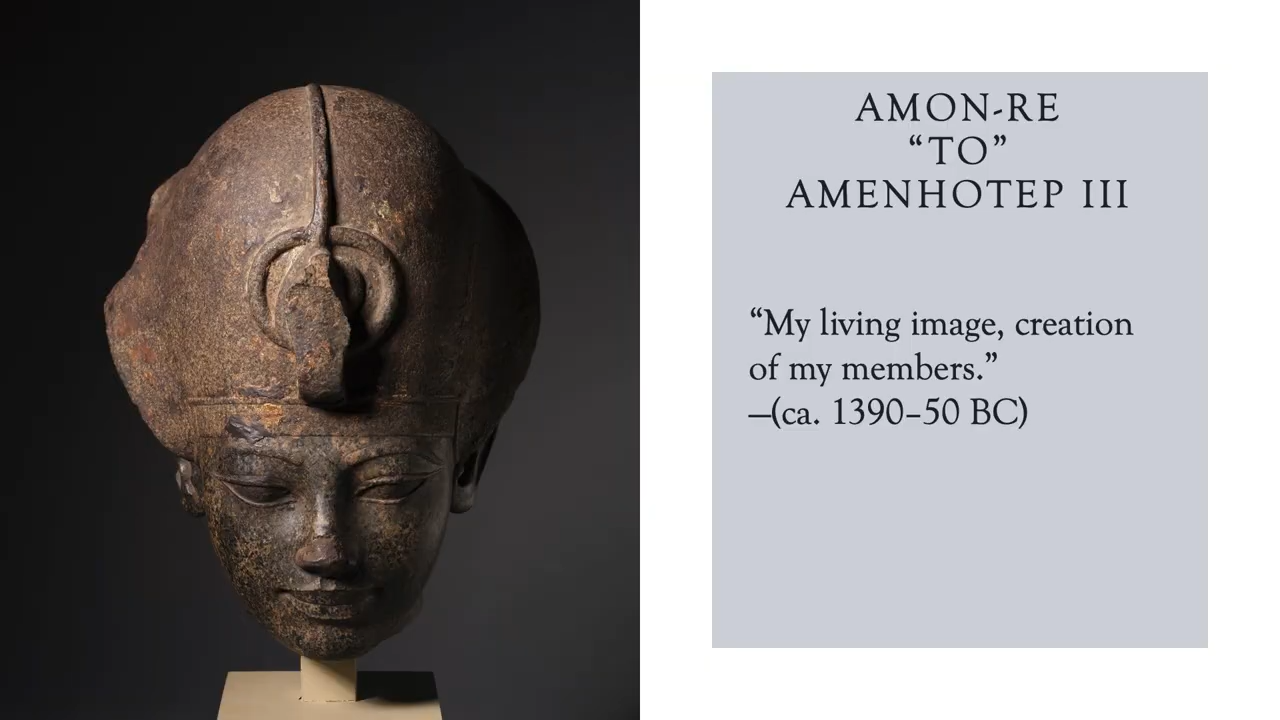 AMON-RE
“TO”
AMENHOTEP III
“My living image, creation
of my members.”
—(ca. 1390–50 BC)